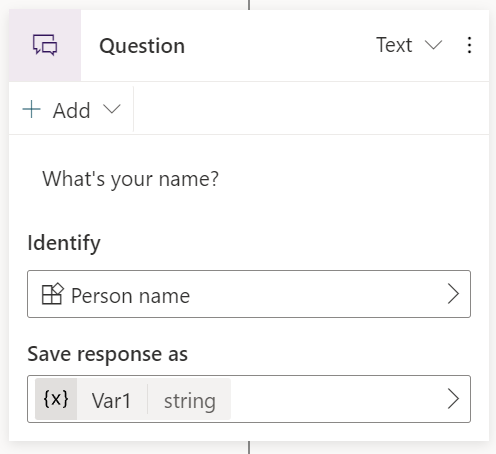 Question Text
+ Add
What's your name?
Identify
Person name
Save response as
{x} Var1 string